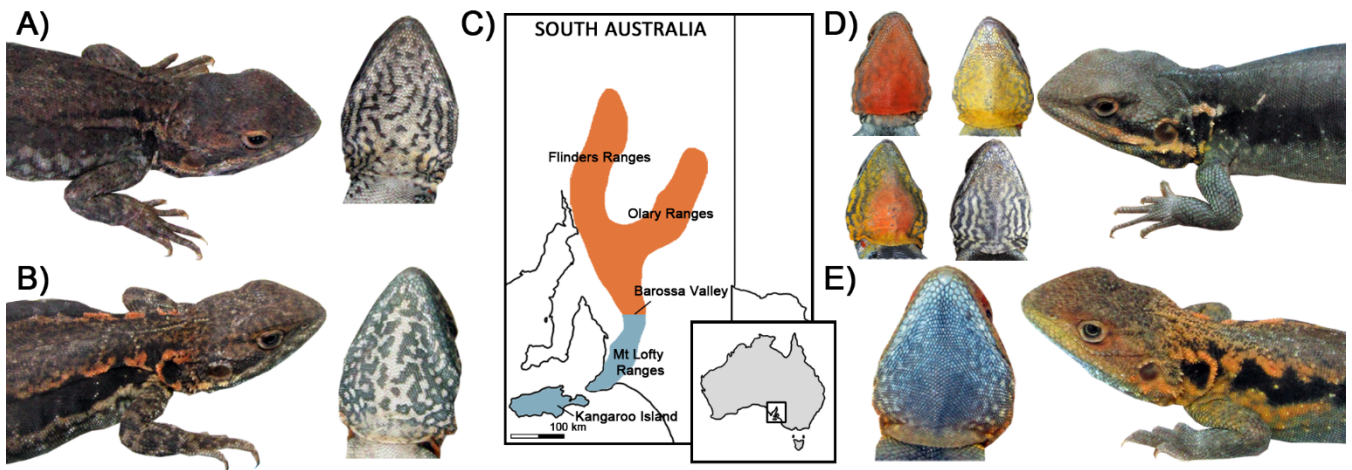 A)
B)
C)
SOUTH AUSTRALIA
Flinders Ranges
Olary Ranges
Barossa Valley
Mt Lofty
Ranges
Kangaroo Island
100 km
D)
E)